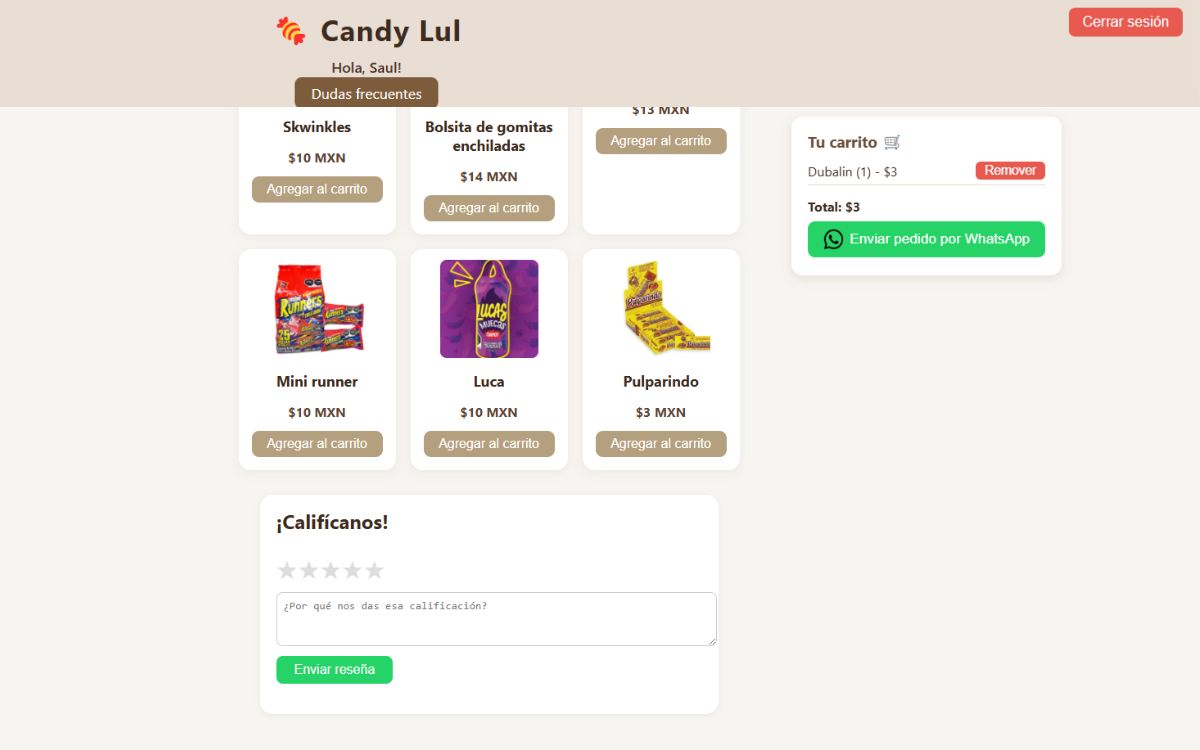 Candy Lul
Hola, Saul!
Dudas frecuentes
Cerrar sesión
Skwinkles
$10 MXN
Agregar al carrito
Bolsita de gomitas
enchiladas
$14 MXN
Agregar al carrito
$13 MXN
Agregar al carrito
Runners
25
Mini runner
$10 MXN
Agregar al carrito
LUCAS
MUECAS
Luca
$10 MXN
Agregar al carrito
Pulparindo
Pulparindo
$3 MXN
Agregar al carrito
Tu carrito
Dubalin (1) - $3
Remover
Total: $3
Enviar pedido por WhatsApp
¡Califícanos!
¿Por qué nos das esa calificación?
Enviar reseña